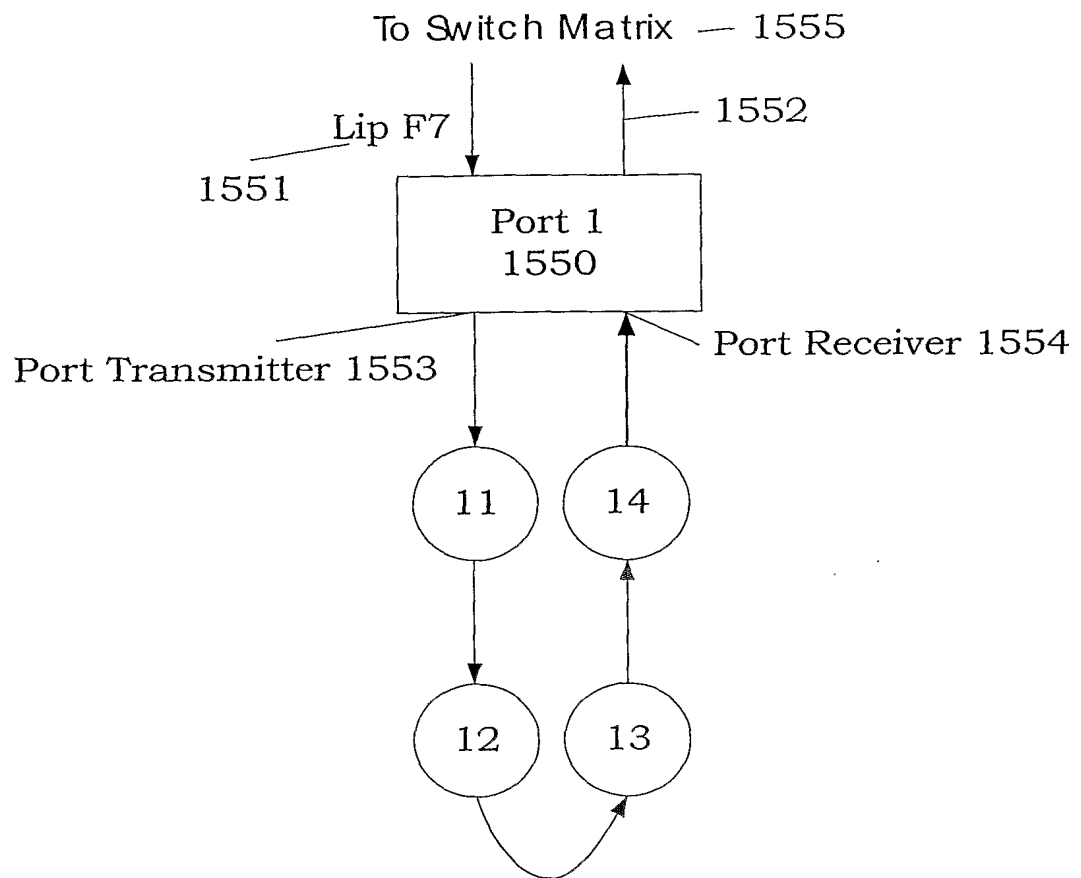 To Switch Matrix 1555
1552
Lip F7
1551
Port 1
1550
Port Transmitter 1553
Port Receiver 1554
11
14
12
13